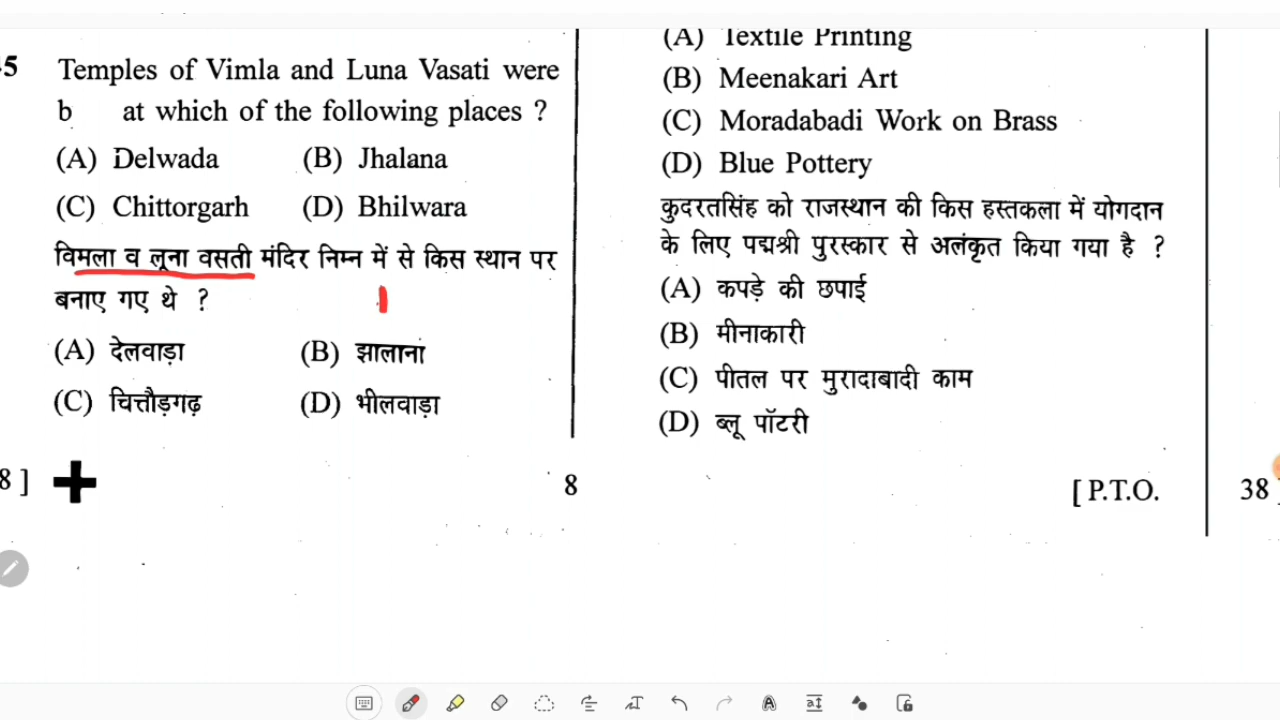 5
Temples of Vimla and Luna Vasati were
b at which of the following places ?
(A) Delwada (B) Jhalana
(C) Chittorgarh (D) Bhilwara
विमला व लूना वसती मंदिर निम्न में से किस स्थान पर
बनाए गए थे ?
(A) देलवाड़ा (B) झालाना
(C) चित्तौड़गढ़ (D) भीलवाड़ा
(A) Textile Printing
(B) Meenakari Art
(C) Moradabadi Work on Brass
(D) Blue Pottery
कुदरतसिंह को राजस्थान की किस हस्तकला में योगदान
के लिए पद्मश्री पुरस्कार से अलंकृत किया गया है ?
(A) कपड़े की छपाई
(B) मीनाकारी
(C) पीतल पर मुरादाबादी काम
(D) ब्लू पॉटरी
8 ] 8 [ P.T.O. 38 ]